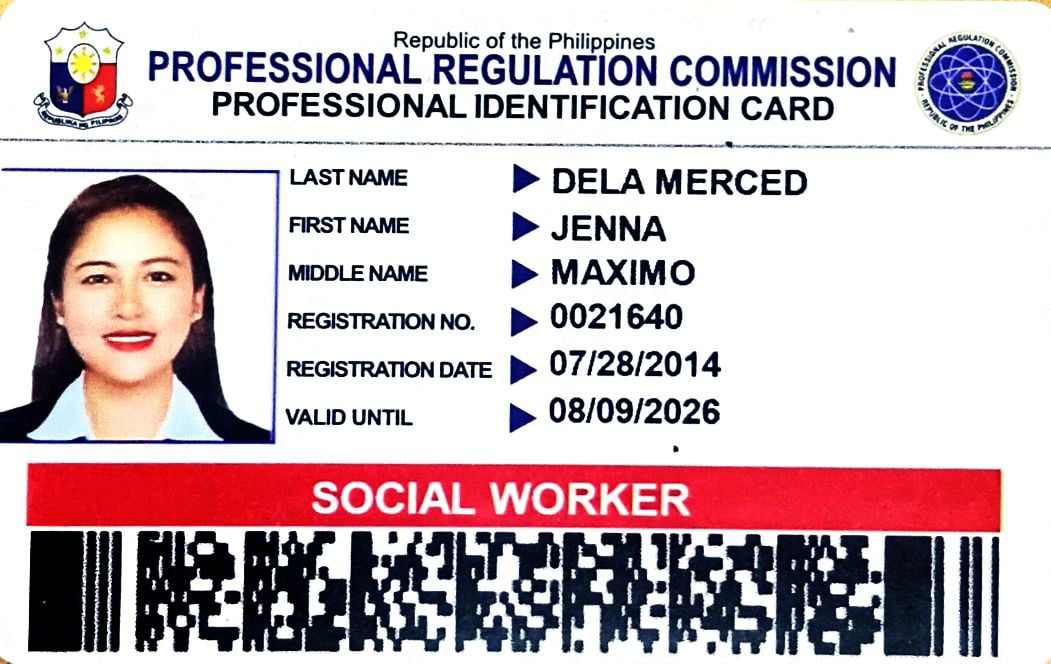 Republic of the Philippines
PROFESSIONAL REGULATION COMMISSION
PROFESSIONAL IDENTIFICATION CARD
REPUBLIKA NG PILIPINAS
PROFESSIONAL REGULATION COMMISSION
REPUBLIC OF THE PHILIPPINES
LAST NAME DELA MERCED
FIRST NAME JENNA
MIDDLE NAME MAXIMO
REGISTRATION NO. 0021640
REGISTRATION DATE 07/28/2014
VALID UNTIL 08/09/2026
SOCIAL WORKER